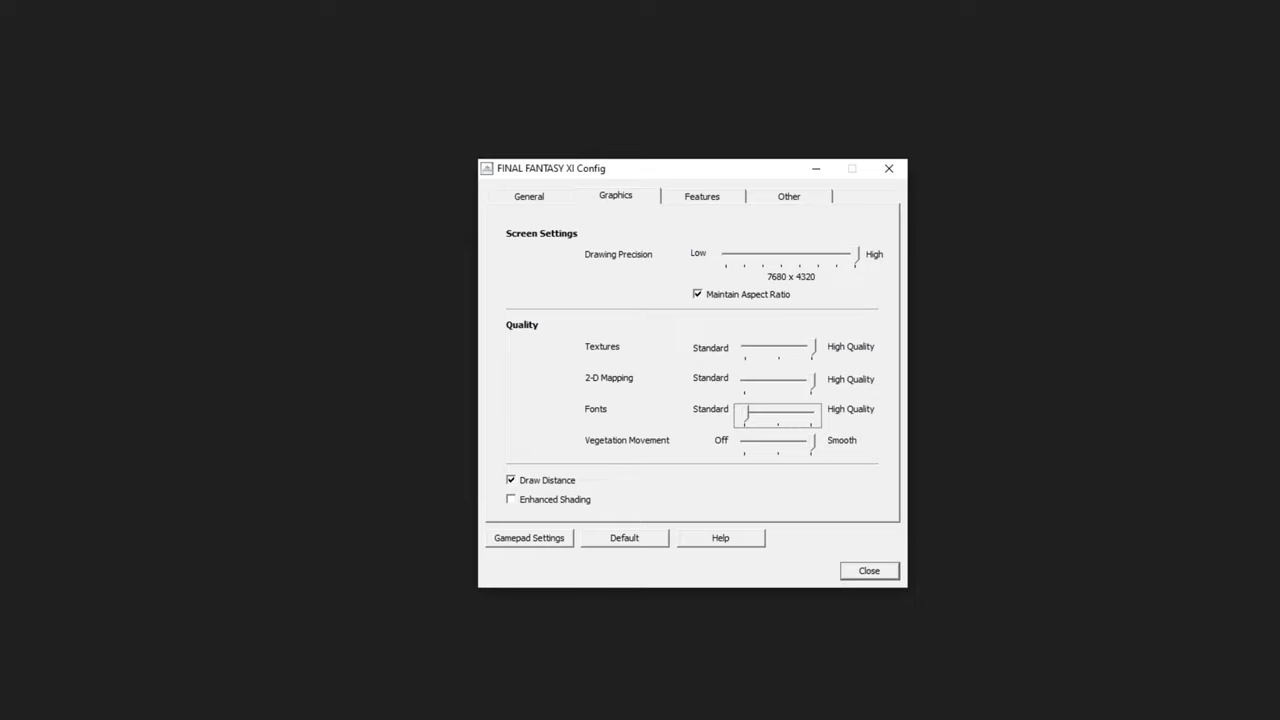 FINAL FANTASY XI Config
General Graphics Features Other
Screen Settings
Drawing Precision Low High
7680 x 4320
Maintain Aspect Ratio
Quality
Textures Standard High Quality
2-D Mapping Standard High Quality
Fonts Standard High Quality
Vegetation Movement Off Smooth
Draw Distance
Enhanced Shading
Gamepad Settings Default Help
Close